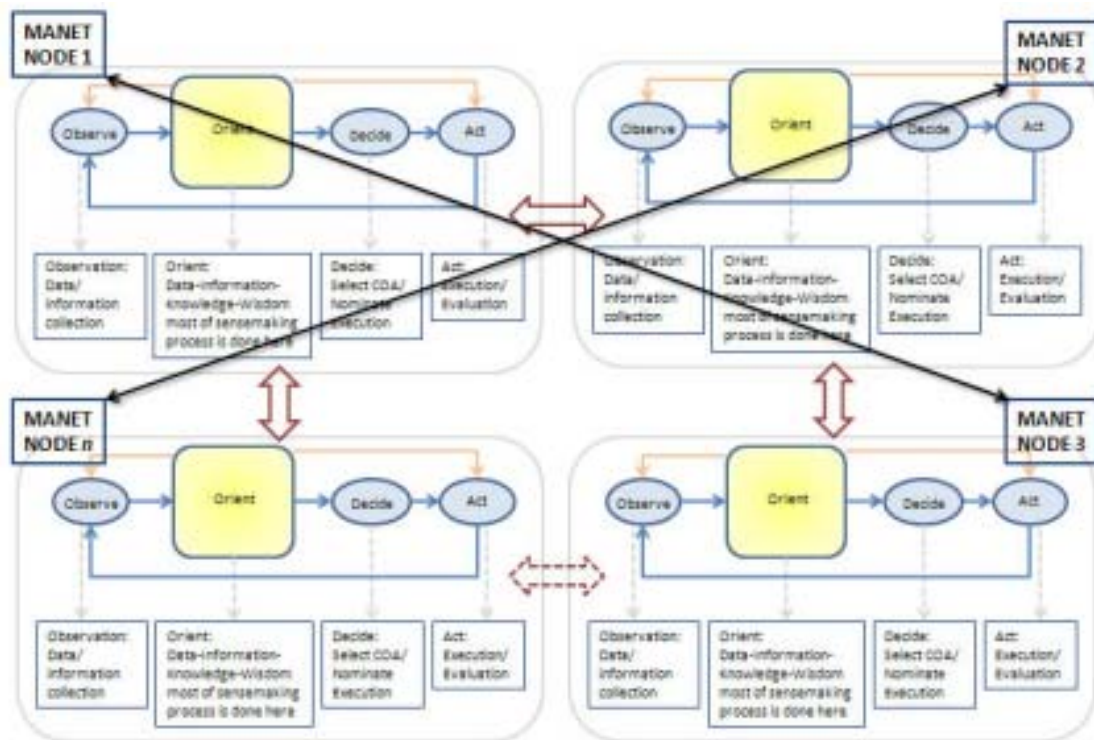 MANET
NODE 1
Observe
Orient
Decide
Act
Observation:
Data/
information
collection
Orient:
Data-information-
Knowledge-Wisdom
most of sensemaking
process is done here
Decide:
Select COA/
Nominate
Execution
Act:
Execution/
Evaluation
MANET
NODE 2
Observe
Orient
Decide
Act
Observation:
Data/
information
collection
Orient:
Data-information-
Knowledge-Wisdom
most of sensemaking
process is done here
Decide:
Select COA/
Nominate
Execution
Act:
Execution/
Evaluation
MANET
NODE n
Observe
Orient
Decide
Act
Observation:
Data/
information
collection
Orient:
Data-information-
Knowledge-Wisdom
most of sensemaking
process is done here
Decide:
Select COA/
Nominate
Execution
Act:
Execution/
Evaluation
MANET
NODE 3
Observe
Orient
Decide
Act
Observation:
Data/
information
collection
Orient:
Data-information-
Knowledge-Wisdom
most of sensemaking
process is done here
Decide:
Select COA/
Nominate
Execution
Act:
Execution/
Evaluation